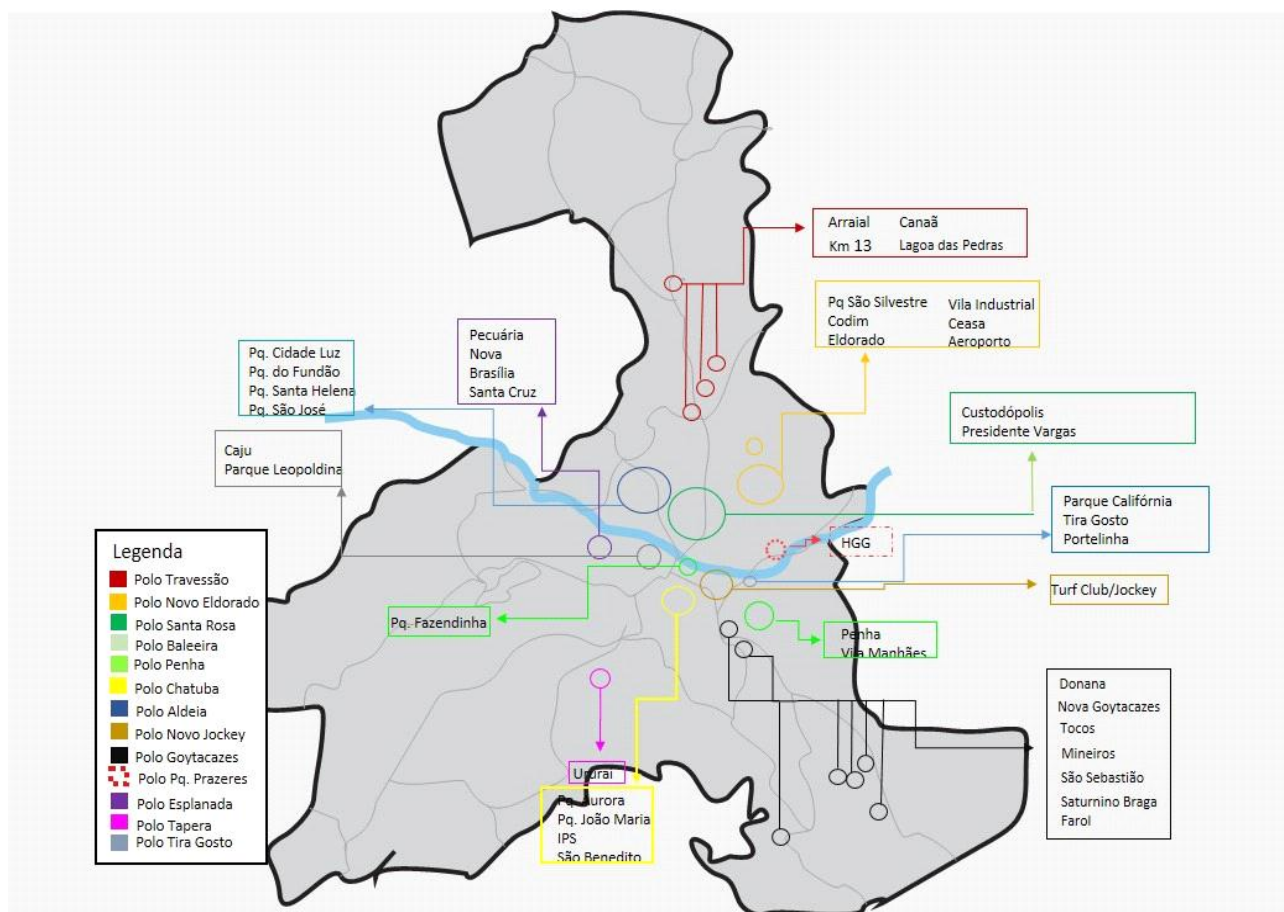 Arraial Canaã
Km 13 Lagoa das Pedras
Pq São Silvestre Vila Industrial
Codim Ceasa
Eldorado Aeroporto
Pecuária
Nova
Brasília
Santa Cruz
Pq. Cidade Luz
Pq. do Fundão
Pq. Santa Helena
Pq. São José
Custodópolis
Presidente Vargas
Caju
Parque Leopoldina
Parque Califórnia
Tira Gosto
Portelinha
HGG
Turf Club/Jockey
Pq. Fazendinha
Penha
Vila Manhães
Legenda
Polo Travessão
Polo Novo Eldorado
Polo Santa Rosa
Polo Baleeira
Polo Penha
Polo Chatuba
Polo Aldeia
Polo Novo Jockey
Polo Goytacazes
Polo Pq. Prazeres
Polo Esplanada
Polo Tapera
Polo Tira Gosto
Donana
Nova Goytacazes
Tocos
Mineiros
São Sebastião
Saturnino Braga
Farol
Ururaí
Pq. Aurora
Pq. João Maria
IPS
São Benedito